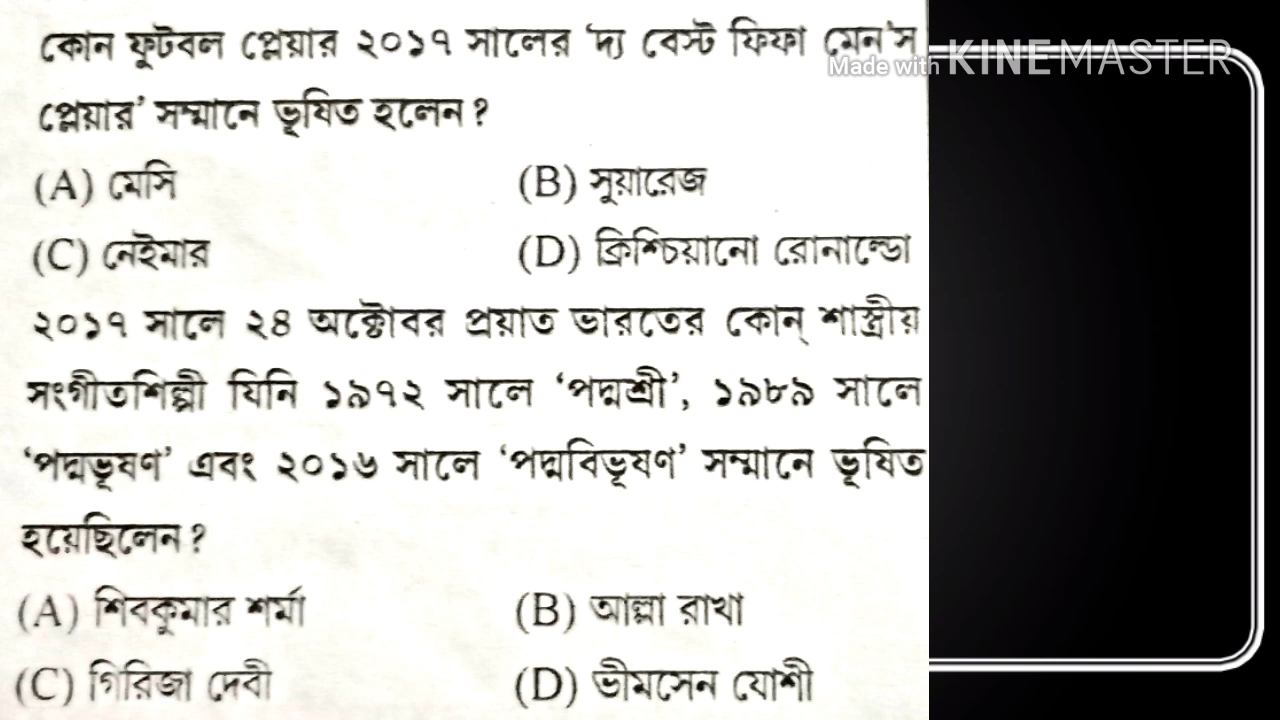 কোন ফুটবল প্লেয়ার ২০১৭ সালের ‘দ্য বেস্ট ফিফা মেন’স
Made with KINEMASTER
প্লেয়ার’ সম্মানে ভূষিত হলেন ?
(A) মেসি (B) সুয়ারেজ
(C) নেইমার (D) ক্রিশ্চিয়ানো রোনাল্ডো
২০১৭ সালে ২৪ অক্টোবর প্রয়াত ভারতের কোন্ শাস্ত্রীয়
সংগীতশিল্পী যিনি ১৯৭২ সালে ‘পদ্মশ্রী’, ১৯৮৯ সালে
‘পদ্মভূষণ’ এবং ২০১৬ সালে ‘পদ্মবিভূষণ’ সম্মানে ভূষিত
হয়েছিলেন ?
(A) শিবকুমার শর্মা (B) আল্লা রাখা
(C) গিরিজা দেবী (D) ভীমসেন যোশী